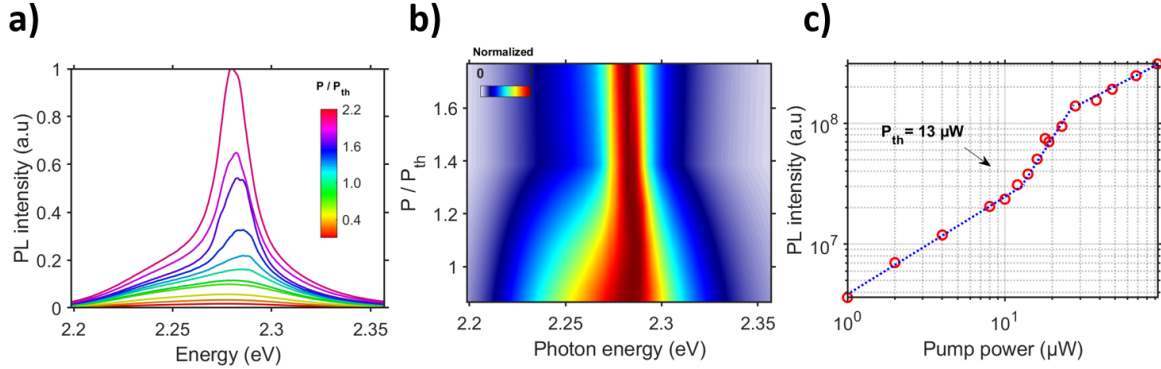 a)
PL intensity (a.u)
1
0.8
0.6
0.4
0.2
0
2.2
2.25
2.3
2.35
Energy (eV)
P / Pth
2.2
1.6
1.0
0.4
b)
Normalized
0
P / Pth
1.6
1.4
1.2
1
2.2
2.25
2.3
2.35
Photon energy (eV)
c)
PL intensity (a.u)
10^8
10^7
Pth = 13 µW
10^0
10^1
Pump power (µW)